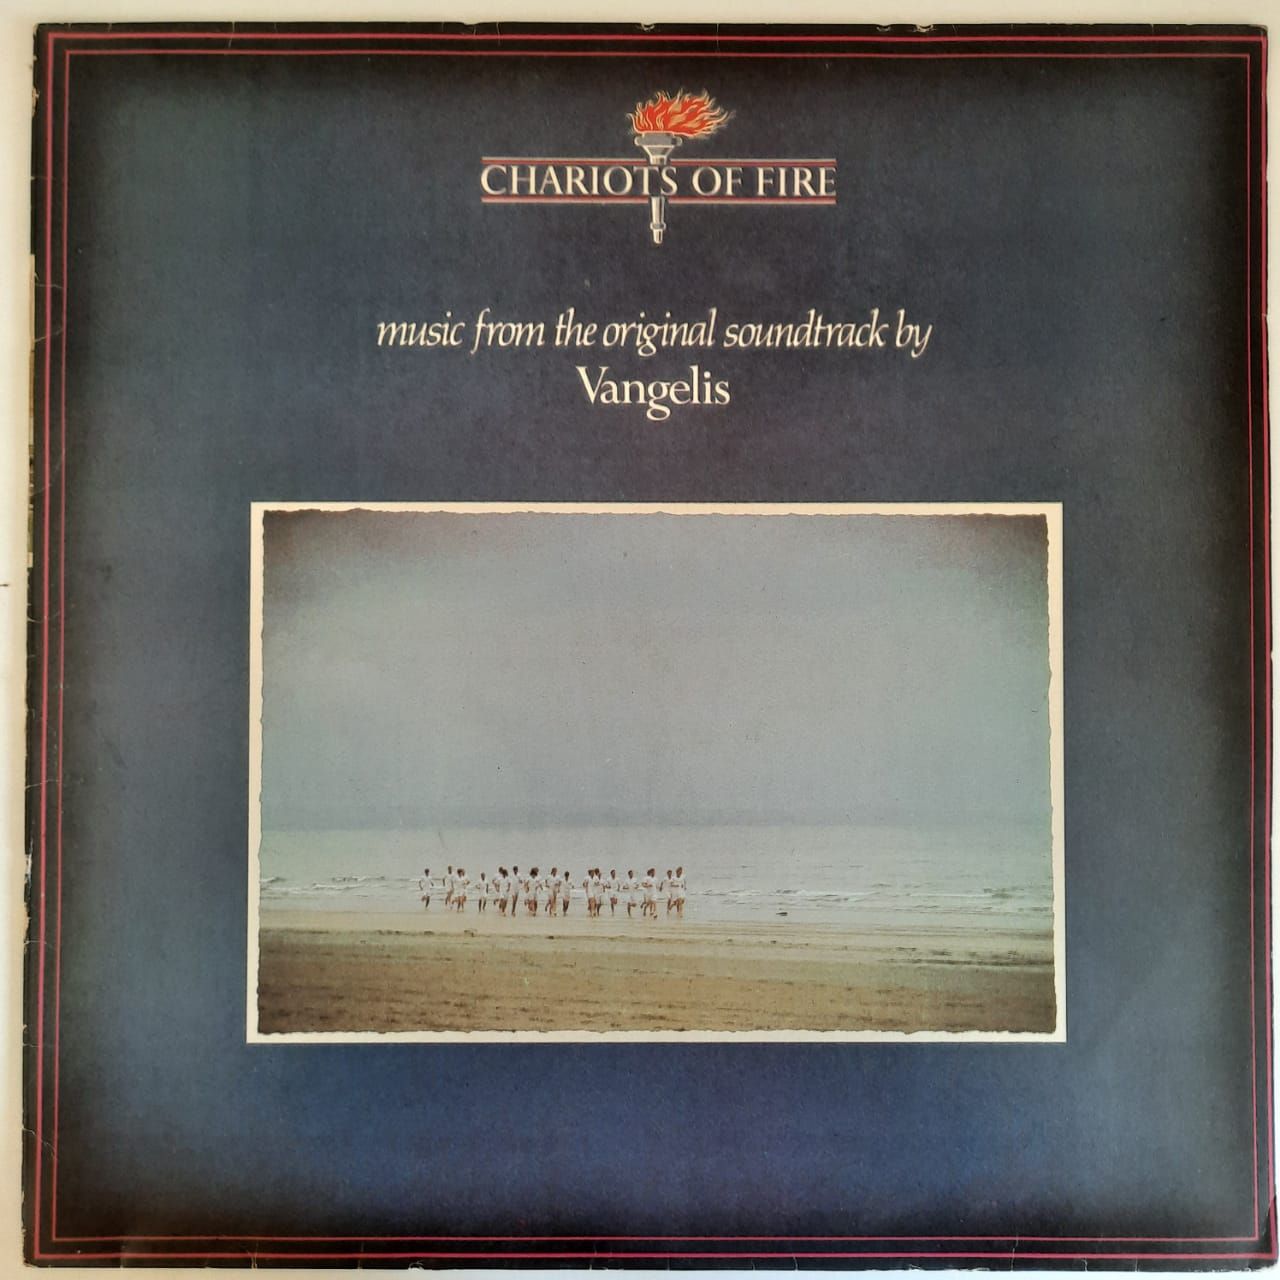 CHARIOTS OF FIRE
music from the original soundtrack by
Vangelis